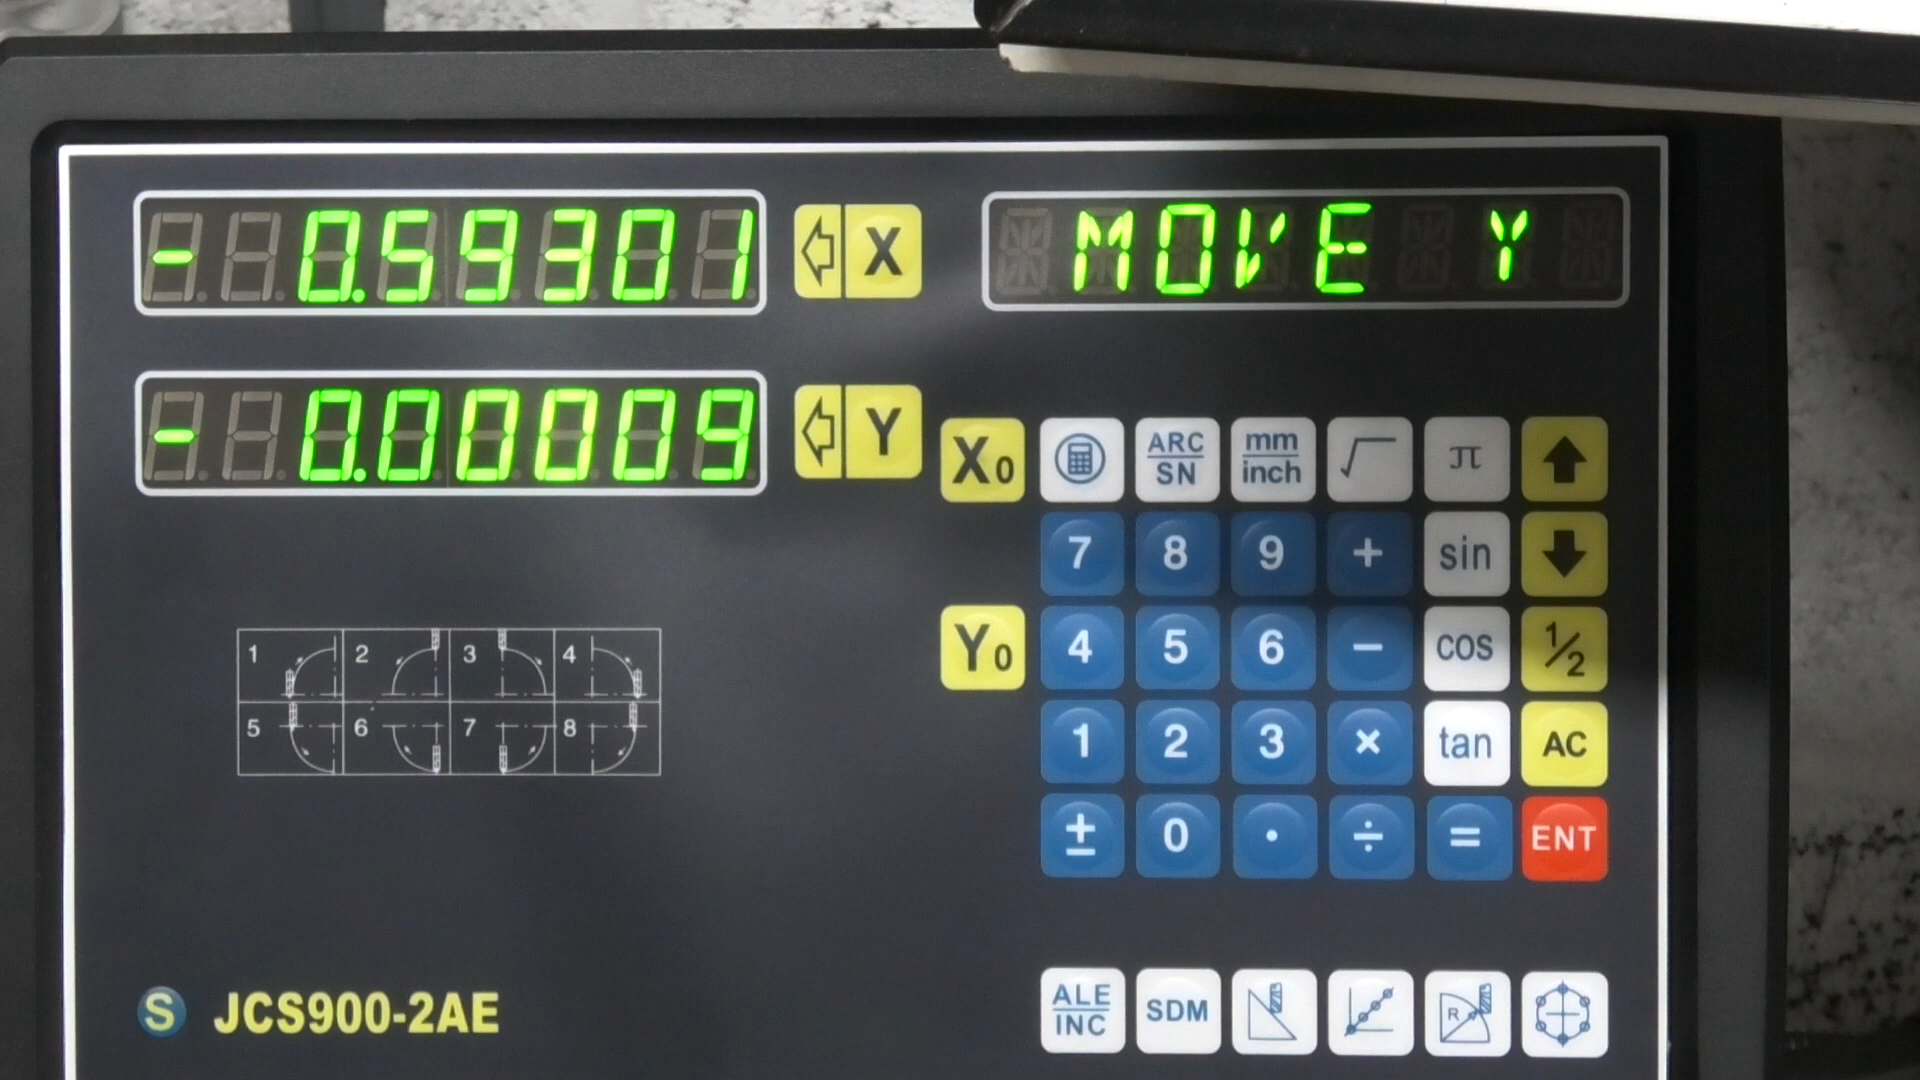 - 0.59301 X MOVE Y
- 0.00009 Y
X0 ARC SN mm inch √ π
7 8 9 + sin
1 2 3 4
Y0 4 5 6 - cos 1/2
5 6 7 8
1 2 3 × tan AC
± 0 · ÷ = ENT
S JCS900-2AE
ALE INC SDM R